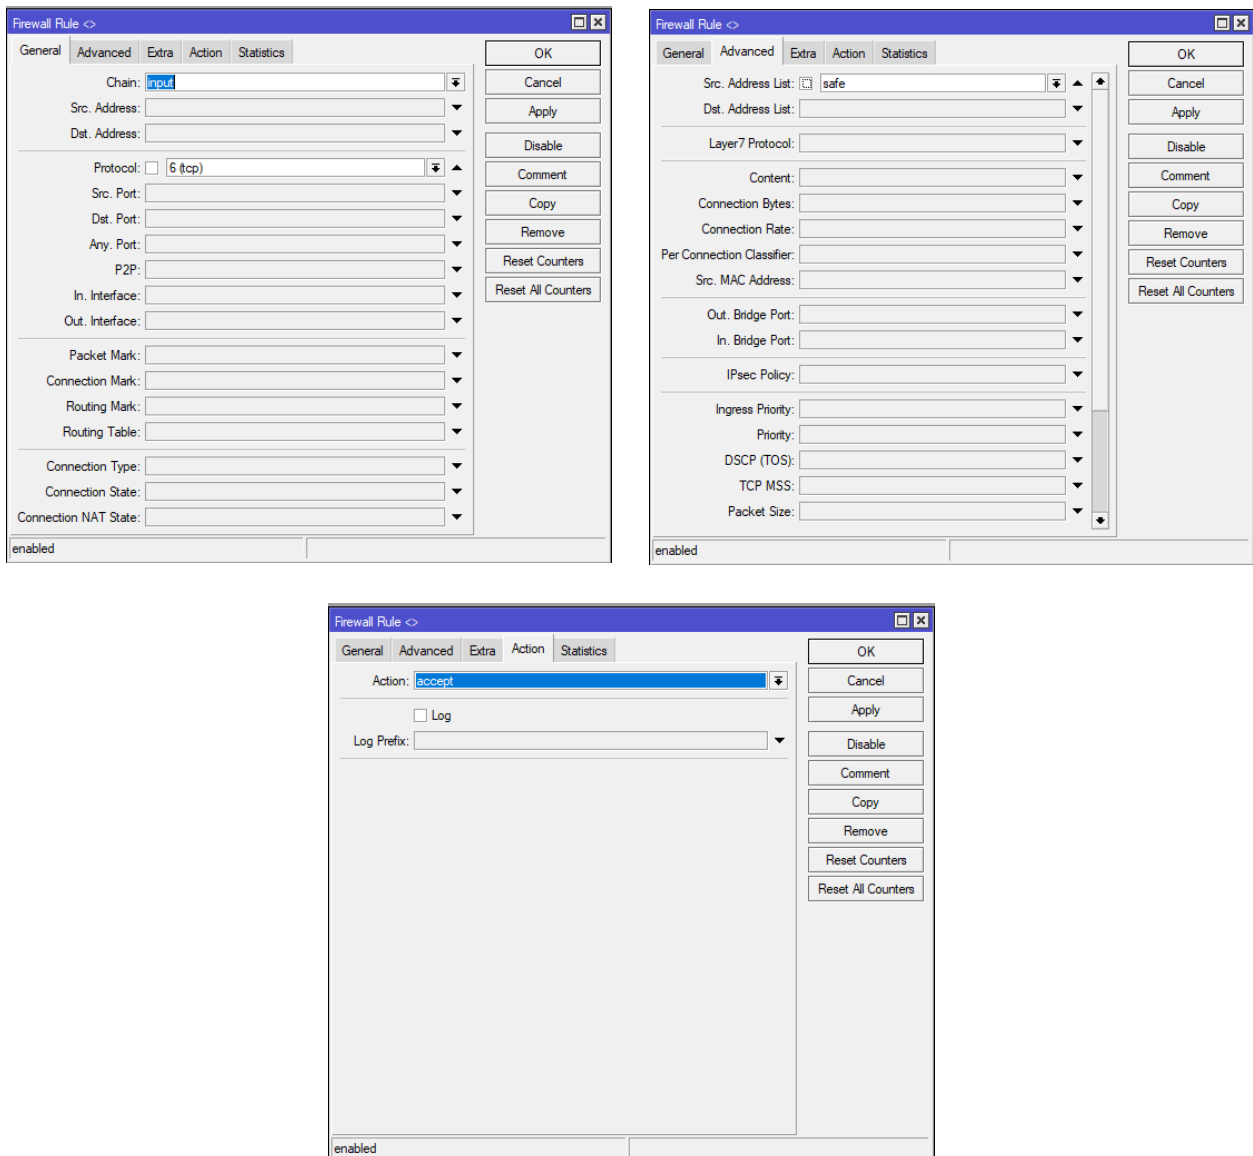 Firewall Rule <>
General Advanced Extra Action Statistics
OK
Chain: input
Cancel
Src. Address:
Apply
Dst. Address:
Disable
Protocol: 6 (tcp)
Comment
Src. Port:
Copy
Dst. Port:
Remove
Any. Port:
Reset Counters
P2P:
Reset All Counters
In. Interface:
Out. Interface:
Packet Mark:
Connection Mark:
Routing Mark:
Routing Table:
Connection Type:
Connection State:
Connection NAT State:
enabled
Firewall Rule <>
General Advanced Extra Action Statistics
OK
Src. Address List: safe
Cancel
Dst. Address List:
Apply
Layer7 Protocol:
Disable
Content:
Comment
Connection Bytes:
Copy
Connection Rate:
Remove
Per Connection Classifier:
Reset Counters
Src. MAC Address:
Reset All Counters
Out. Bridge Port:
In. Bridge Port:
IPsec Policy:
Ingress Priority:
Priority:
DSCP (TOS):
TCP MSS:
Packet Size:
enabled
Firewall Rule <>
General Advanced Extra Action Statistics
OK
Action: accept
Cancel
Log
Apply
Log Prefix:
Disable
Comment
Copy
Remove
Reset Counters
Reset All Counters
enabled